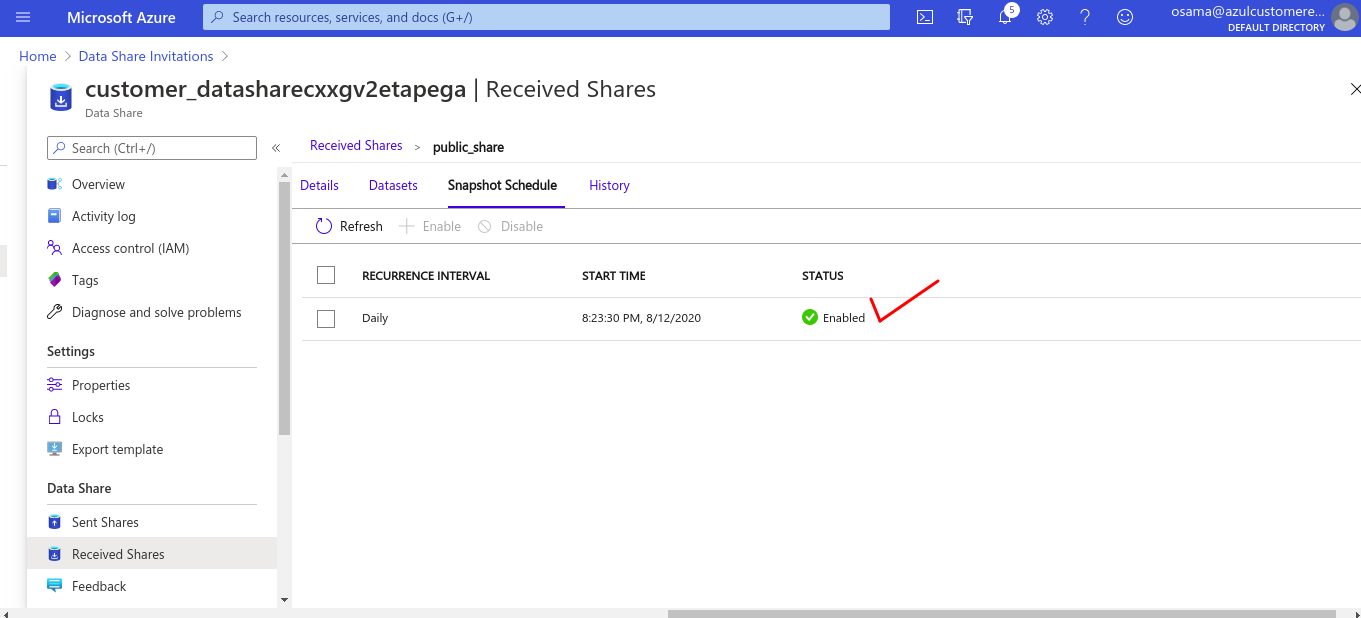 Microsoft Azure
Search resources, services, and docs (G+/)
5
osama@azulcustomere...
DEFAULT DIRECTORY
Home > Data Share Invitations >
customer_datasharecxxgv2etapega | Received Shares
Data Share
Search (Ctrl+/)
«
Overview
Activity log
Access control (IAM)
Tags
Diagnose and solve problems
Settings
Properties
Locks
Export template
Data Share
Sent Shares
Received Shares
Feedback
Received Shares > public_share
Details Datasets Snapshot Schedule History
Refresh Enable Disable
RECURRENCE INTERVAL START TIME STATUS
Daily 8:23:30 PM, 8/12/2020 Enabled